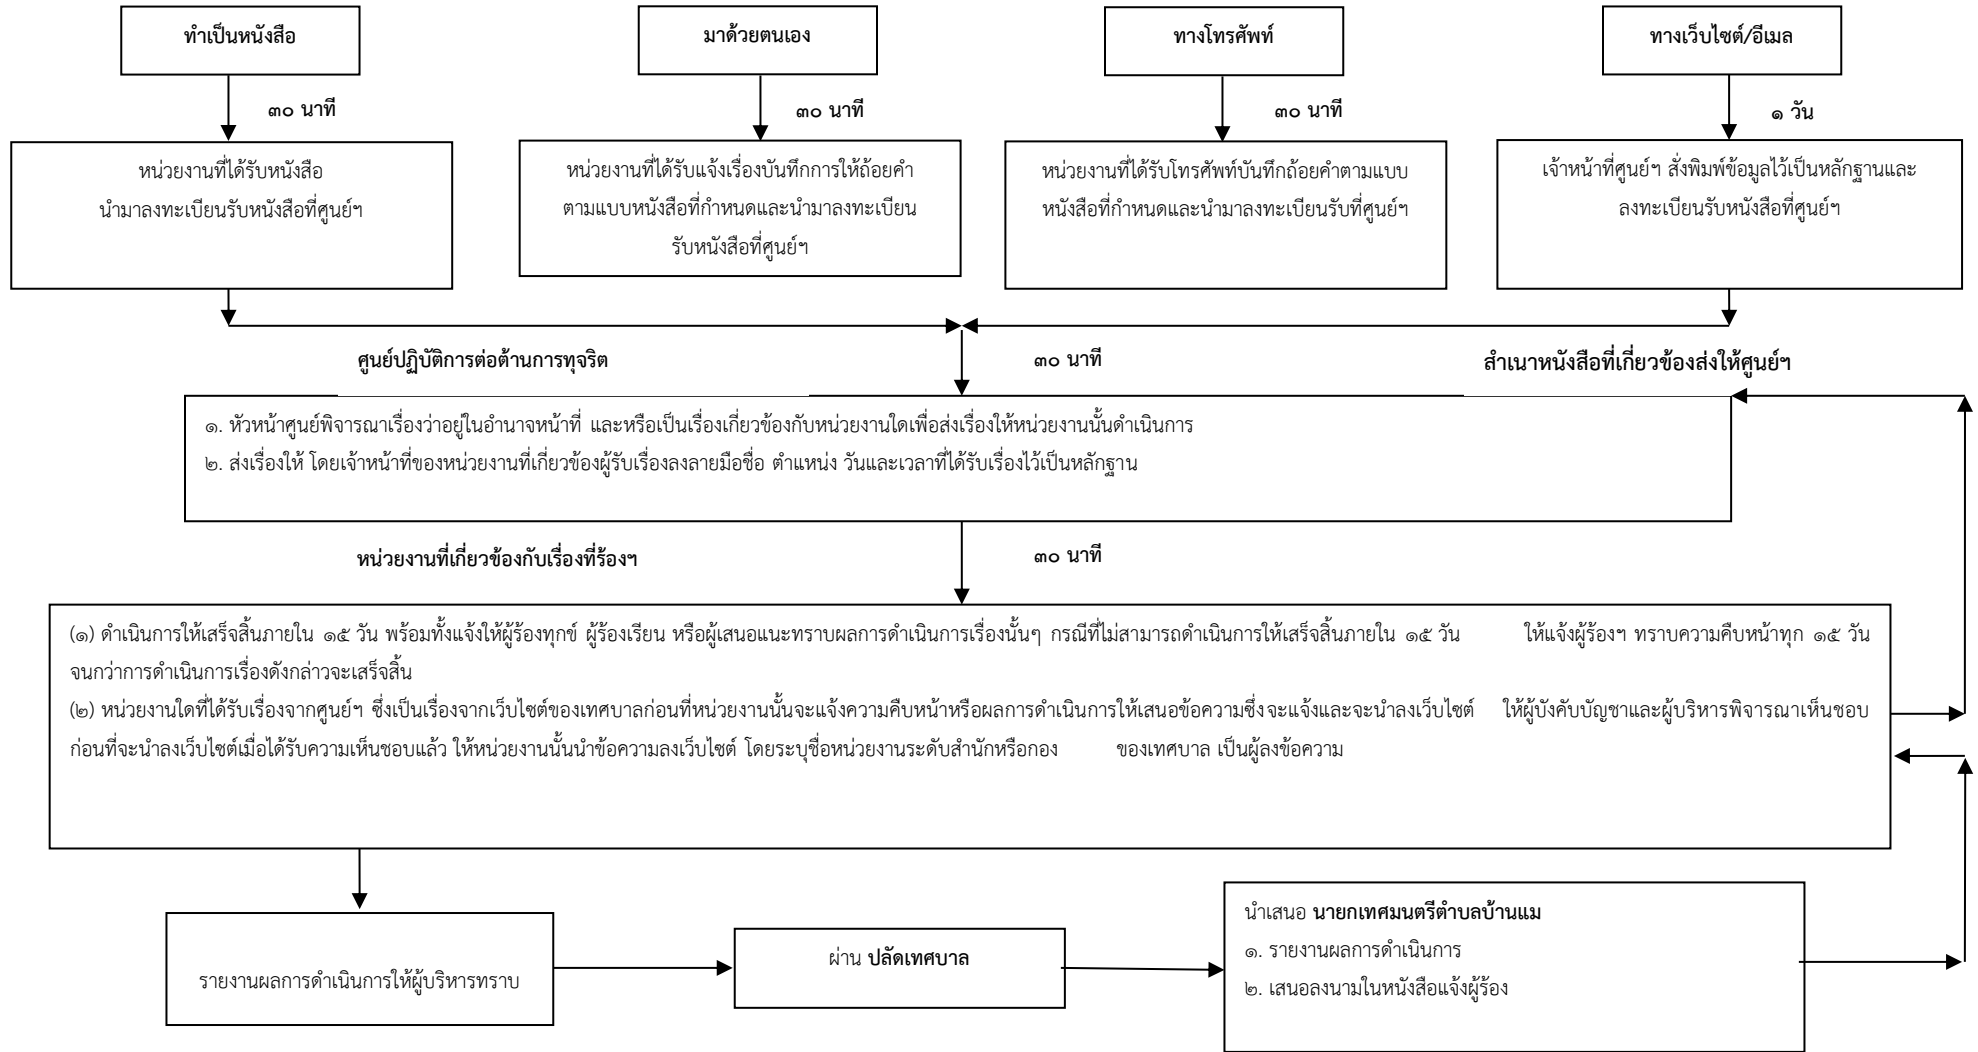 ทำเป็นหนังสือ
มาด้วยตนเอง
ทางโทรศัพท์
ทางเว็บไซต์/อีเมล
๓๐ นาที
๓๐ นาที
๓๐ นาที
๑ วัน
หน่วยงานที่ได้รับหนังสือ
นำมาลงทะเบียนรับหนังสือที่ศูนย์ฯ
หน่วยงานที่ได้รับแจ้งเรื่องบันทึกการให้ถ้อยคำ
ตามแบบหนังสือที่กำหนดและนำมาลงทะเบียน
รับหนังสือที่ศูนย์ฯ
หน่วยงานที่ได้รับโทรศัพท์บันทึกถ้อยคำตามแบบ
หนังสือที่กำหนดและนำมาลงทะเบียนรับที่ศูนย์ฯ
เจ้าหน้าที่ศูนย์ฯ สั่งพิมพ์ข้อมูลไว้เป็นหลักฐานและ
ลงทะเบียนรับหนังสือที่ศูนย์ฯ
ศูนย์ปฏิบัติการต่อต้านการทุจริต
๓๐ นาที
สำเนาหนังสือที่เกี่ยวข้องส่งให้ศูนย์ฯ
๑. หัวหน้าศูนย์พิจารณาเรื่องว่าอยู่ในอำนาจหน้าที่ และหรือเป็นเรื่องเกี่ยวข้องกับหน่วยงานใดเพื่อส่งเรื่องให้หน่วยงานนั้นดำเนินการ
๒. ส่งเรื่องให้ โดยเจ้าหน้าที่ของหน่วยงานที่เกี่ยวข้องผู้รับเรื่องลงลายมือชื่อ ตำแหน่ง วันและเวลาที่ได้รับเรื่องไว้เป็นหลักฐาน
หน่วยงานที่เกี่ยวข้องกับเรื่องที่ร้องฯ
๓๐ นาที
(๑) ดำเนินการให้เสร็จสิ้นภายใน ๑๕ วัน พร้อมทั้งแจ้งให้ผู้ร้องทุกข์ ผู้ร้องเรียน หรือผู้เสนอแนะทราบผลการดำเนินการเรื่องนั้นๆ กรณีที่ไม่สามารถดำเนินการให้เสร็จสิ้นภายใน ๑๕ วัน ให้แจ้งผู้ร้องฯ ทราบความคืบหน้าทุก ๑๕ วัน
จนกว่าการดำเนินการเรื่องดังกล่าวจะเสร็จสิ้น
(๒) หน่วยงานใดที่ได้รับเรื่องจากศูนย์ฯ ซึ่งเป็นเรื่องจากเว็บไซต์ของเทศบาลก่อนที่หน่วยงานนั้นจะแจ้งความคืบหน้าหรือผลการดำเนินการให้เสนอข้อความซึ่งจะแจ้งและจะนำลงเว็บไซต์ ให้ผู้บังคับบัญชาและผู้บริหารพิจารณาเห็นชอบ
ก่อนที่จะนำลงเว็บไซต์เมื่อได้รับความเห็นชอบแล้ว ให้หน่วยงานนั้นนำข้อความลงเว็บไซต์ โดยระบุชื่อหน่วยงานระดับสำนักหรือกอง ของเทศบาล เป็นผู้ลงข้อความ
รายงานผลการดำเนินการให้ผู้บริหารทราบ
ผ่าน ปลัดเทศบาล
นำเสนอ นายกเทศมนตรีตำบลบ้านแม
๑. รายงานผลการดำเนินการ
๒. เสนอลงนามในหนังสือแจ้งผู้ร้อง